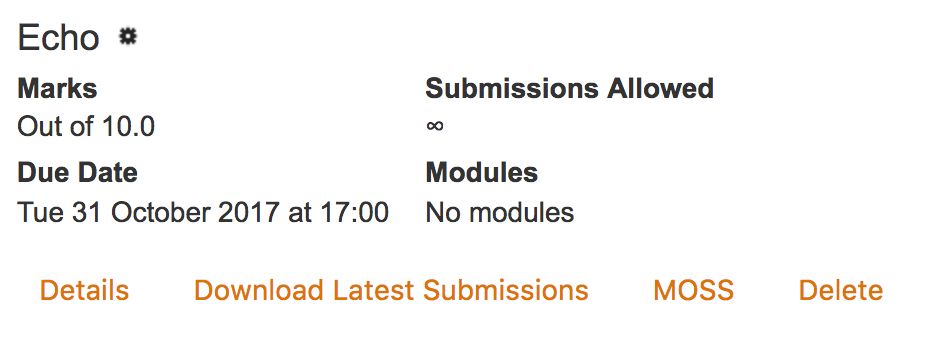 Echo
Marks
Submissions Allowed
Out of 10.0
∞
Due Date
Modules
Tue 31 October 2017 at 17:00
No modules
Details
Download Latest Submissions
MOSS
Delete